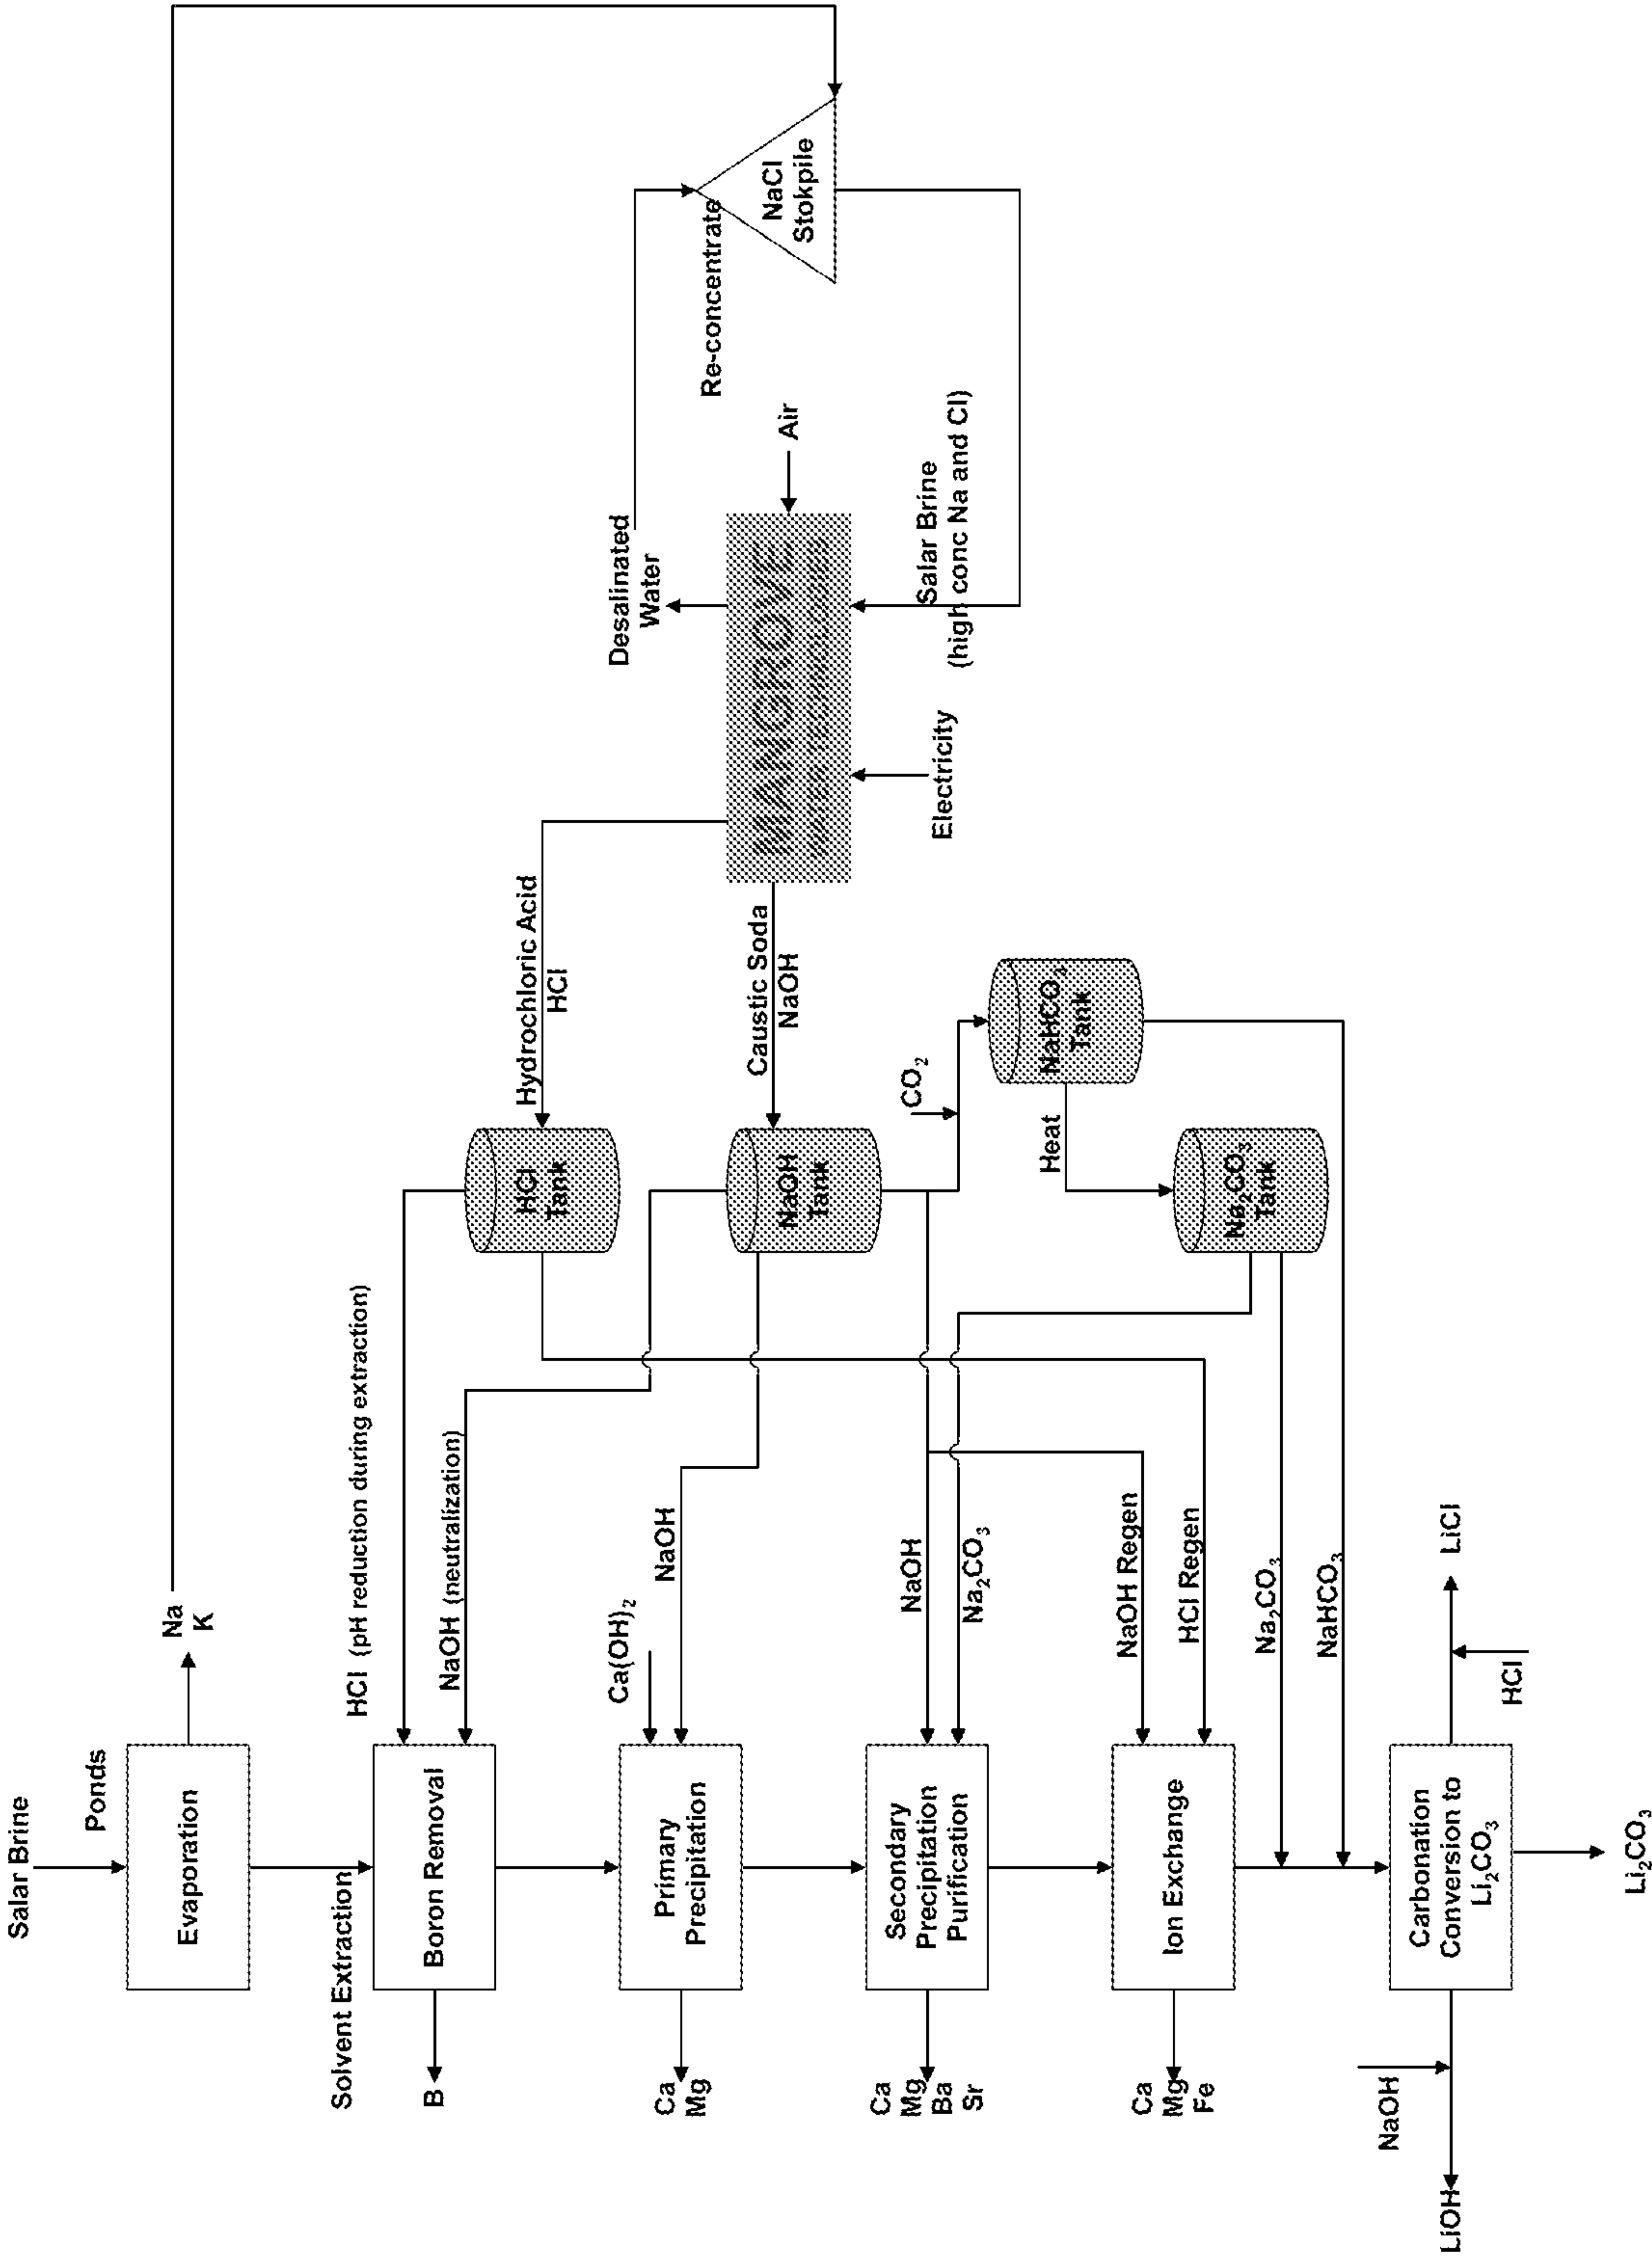 Salar Brine
Ponds
Evaporation
Na
K
Solvent Extraction
HCl (pH reduction during extraction)
NaOH (neutralization)
Boron Removal
B
Ca(OH)₂
NaOH
Primary
Precipitation
Ca
Mg
NaOH
Na₂CO₃
Secondary
Precipitation
Purification
Ca
Mg
Ba
Sr
NaOH Regen
HCl Regen
Ion Exchange
Ca
Mg
Fe
Na₂CO₃
NaHCO₃
Carbonation
Conversion to
Li₂CO₃
NaOH
LiOH
HCl
LiCl
Li₂CO₃
HCl
Tank
NaOH
Tank
NaHCO₃
Tank
Na₂CO₃
Tank
Heat
CO₂
Hydrochloric Acid
HCl
Caustic Soda
NaOH
MANGROVE
Electricity
Air
Desalinated
Water
Salar Brine
(high conc Na and Cl)
Re-concentrate
NaCl
Stokpile